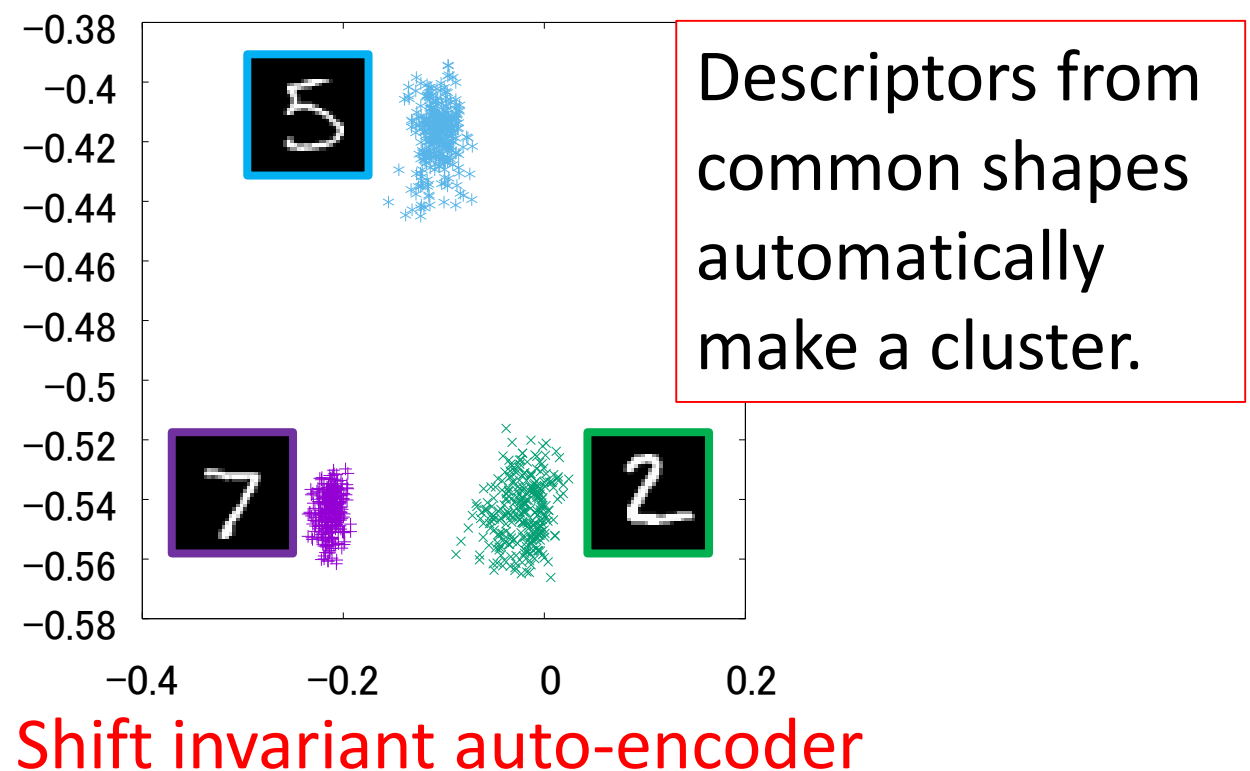 −0.38
−0.4
−0.42
−0.44
−0.46
−0.48
−0.5
−0.52
−0.54
−0.56
−0.58
5
7
2
Descriptors from
common shapes
automatically
make a cluster.
−0.4 −0.2 0 0.2
Shift invariant auto-encoder